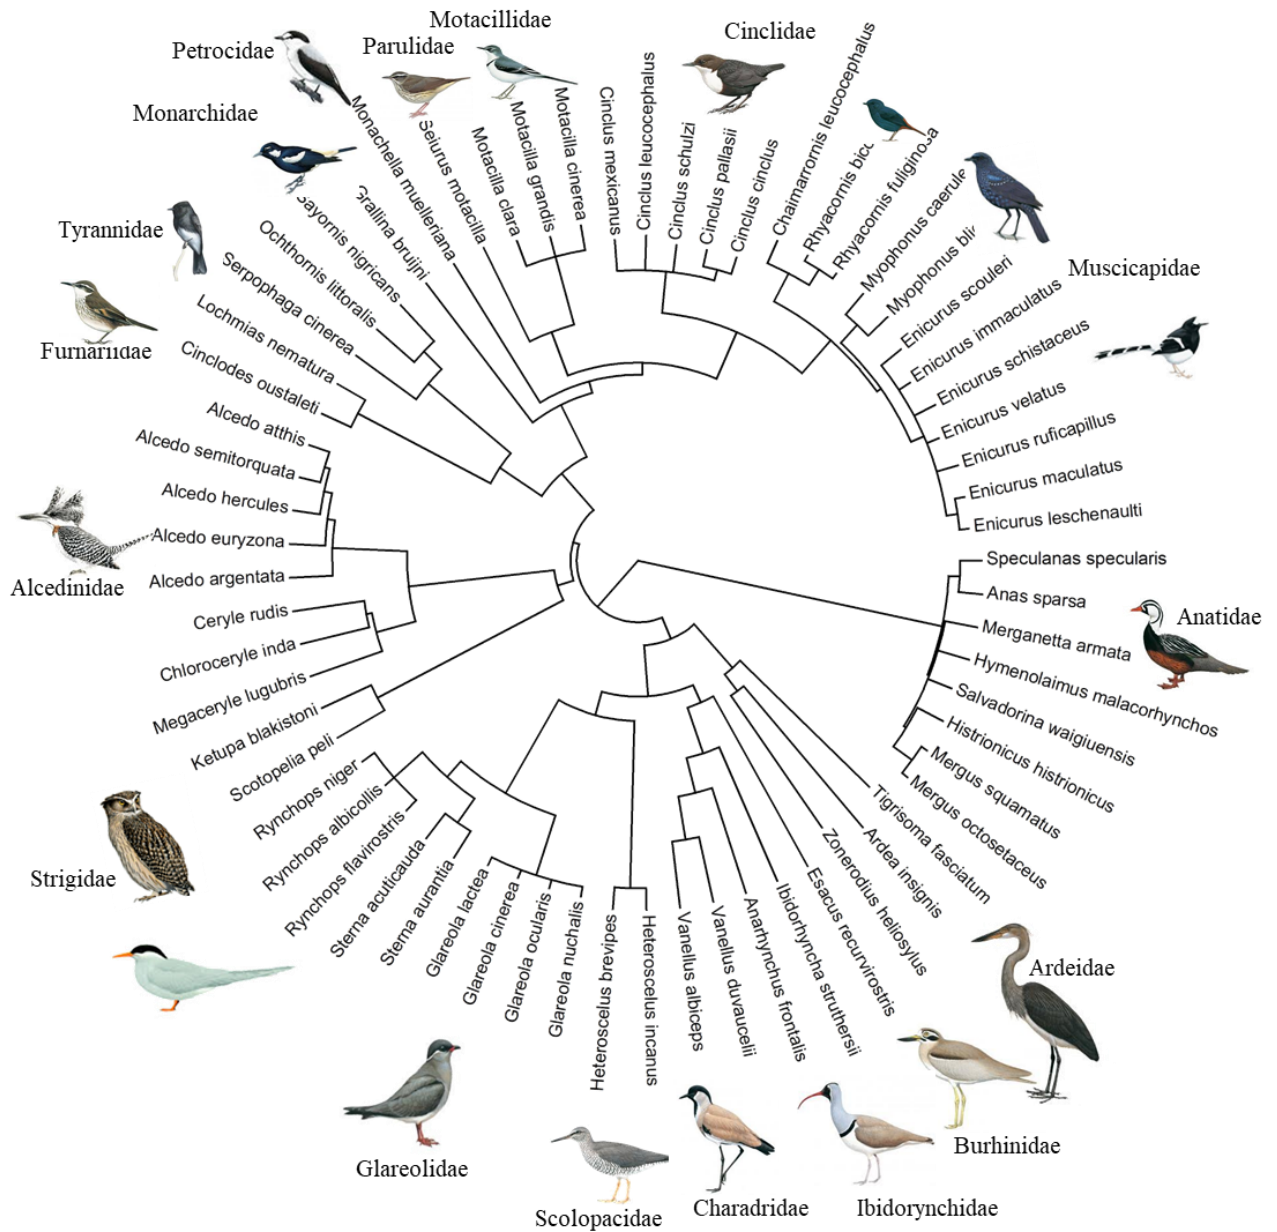 Motacillidae
Parulidae
Petrocidae
Cinclidae
Monarchidae
Tyrannidae
Furnariidae
Muscicapidae
Alcedinidae
Anatidae
Strigidae
Ardeidae
Glareolidae
Burhinidae
Scolopacidae
Charadridae
Ibidorynchidae
Cinclus mexicanus
Cinclus leucocephalus
Cinclus schulzi
Cinclus pallasii
Cinclus cinclus
Chaimarrornis leucocephalus
Rhyacornis bicc
Rhyacornis fuliginosa
Myophonus caerule
Myophonus bli
Enicurus scouleri
Enicurus immaculatus
Enicurus schistaceus
Enicurus velatus
Enicurus ruficapillus
Enicurus maculatus
Enicurus leschenaulti
Speculanas specularis
Anas sparsa
Merganetta armata
Hymenolaimus malacorhynchos
Salvadorina waigiuensis
Histrionicus histrionicus
Mergus squamatus
Mergus octosetaceus
Tigrisoma fasciatum
Ardea insignis
Zonerodius heliosylus
Esacus recurvirostris
Ibidorhyncha struthersii
Anarhynchus frontalis
Vanellus duvaucelii
Vanellus albiceps
Heteroscelus incanus
Heteroscelus brevipes
Glareola nuchalis
Glareola ocularis
Glareola cinerea
Glareola lactea
Sterna aurantia
Sterna acuticauda
Rynchops flavirostris
Rynchops albicollis
Rynchops niger
Scotopelia peli
Ketupa blakistoni
Megaceryle lugubris
Chloroceryle inda
Ceryle rudis
Alcedo argentata
Alcedo euryzona
Alcedo hercules
Alcedo semitorquata
Alcedo atthis
Cinclodes oustaleti
Lochmias nematura
Serpophaga cinerea
Ochthornis littoralis
Sayornis nigricans
Grallina bruijni
Monachella muelleriana
Seiurus motacilla
Motacilla clara
Motacilla grandis
Motacilla cinerea